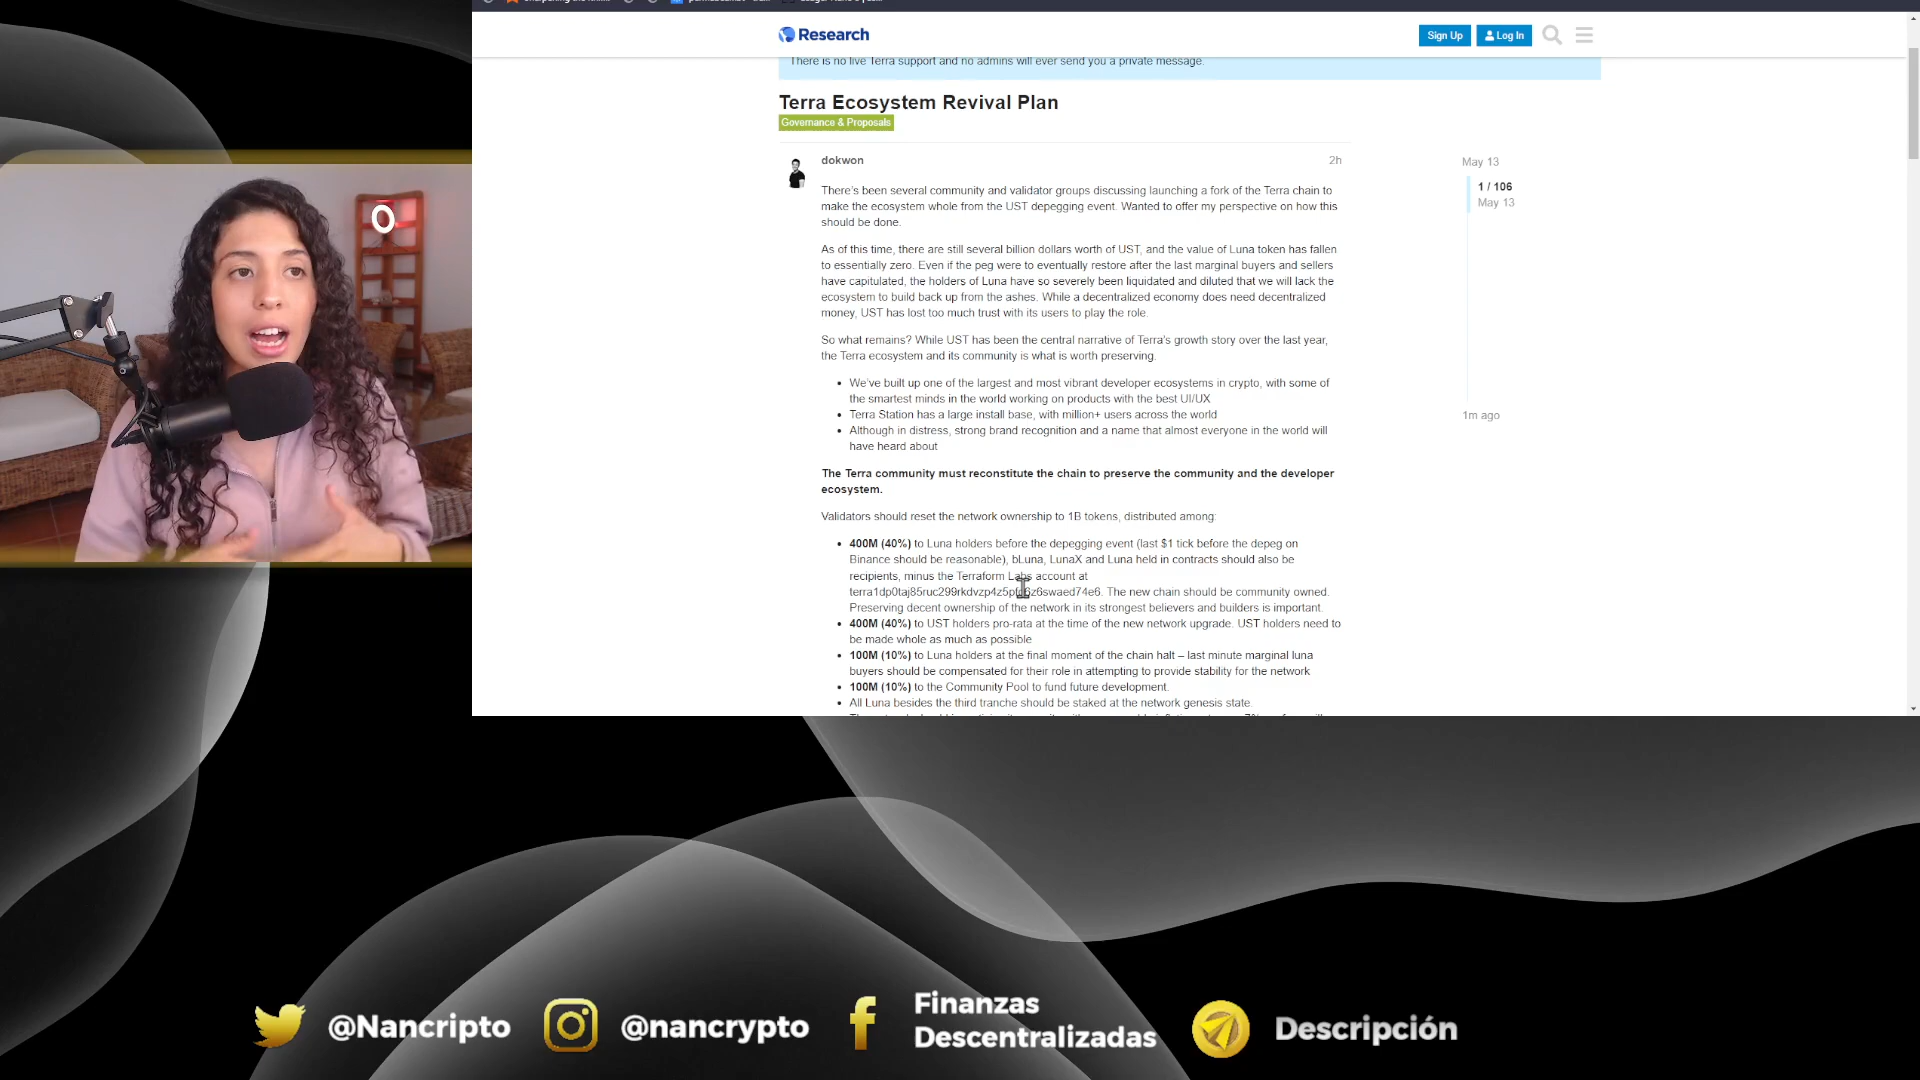 Research
Sign Up
Log In
There is no live Terra support and no admins will ever send you a private message.
Terra Ecosystem Revival Plan
Governance & Proposals
dokwon
2h
There's been several community and validator groups discussing launching a fork of the Terra chain to
make the ecosystem whole from the UST depegging event. Wanted to offer my perspective on how this
should be done.
As of this time, there are still several billion dollars worth of UST, and the value of Luna token has fallen
to essentially zero. Even if the peg were to eventually restore after the last marginal buyers and sellers
have capitulated, the holders of Luna have so severely been liquidated and diluted that we will lack the
ecosystem to build back up from the ashes. While a decentralized economy does need decentralized
money, UST has lost too much trust with its users to play the role.
So what remains? While UST has been the central narrative of Terra's growth story over the last year,
the Terra ecosystem and its community is what is worth preserving.
• We've built up one of the largest and most vibrant developer ecosystems in crypto, with some of
the smartest minds in the world working on products with the best UI/UX
• Terra Station has a large install base, with million+ users across the world
• Although in distress, strong brand recognition and a name that almost everyone in the world will
have heard about
The Terra community must reconstitute the chain to preserve the community and the developer
ecosystem.
Validators should reset the network ownership to 1B tokens, distributed among:
• 400M (40%) to Luna holders before the depegging event (last $1 tick before the depeg on
Binance should be reasonable), bLuna, LunaX and Luna held in contracts should also be
recipients, minus the Terraform Labs account at
The new chain should be community owned.
Preserving decent ownership of the network in its strongest believers and builders is important.
• 400M (40%) to UST holders pro-rata at the time of the new network upgrade. UST holders need to
be made whole as much as possible
• 100M (10%) to Luna holders at the final moment of the chain halt – last minute marginal luna
buyers should be compensated for their role in attempting to provide stability for the network
• 100M (10%) to the Community Pool to fund future development.
• All Luna besides the third tranche should be staked at the network genesis state.
May 13
1 / 106
May 13
1m ago
@Nancripto
@nancrypto
Finanzas
Descentralizadas
Descripción